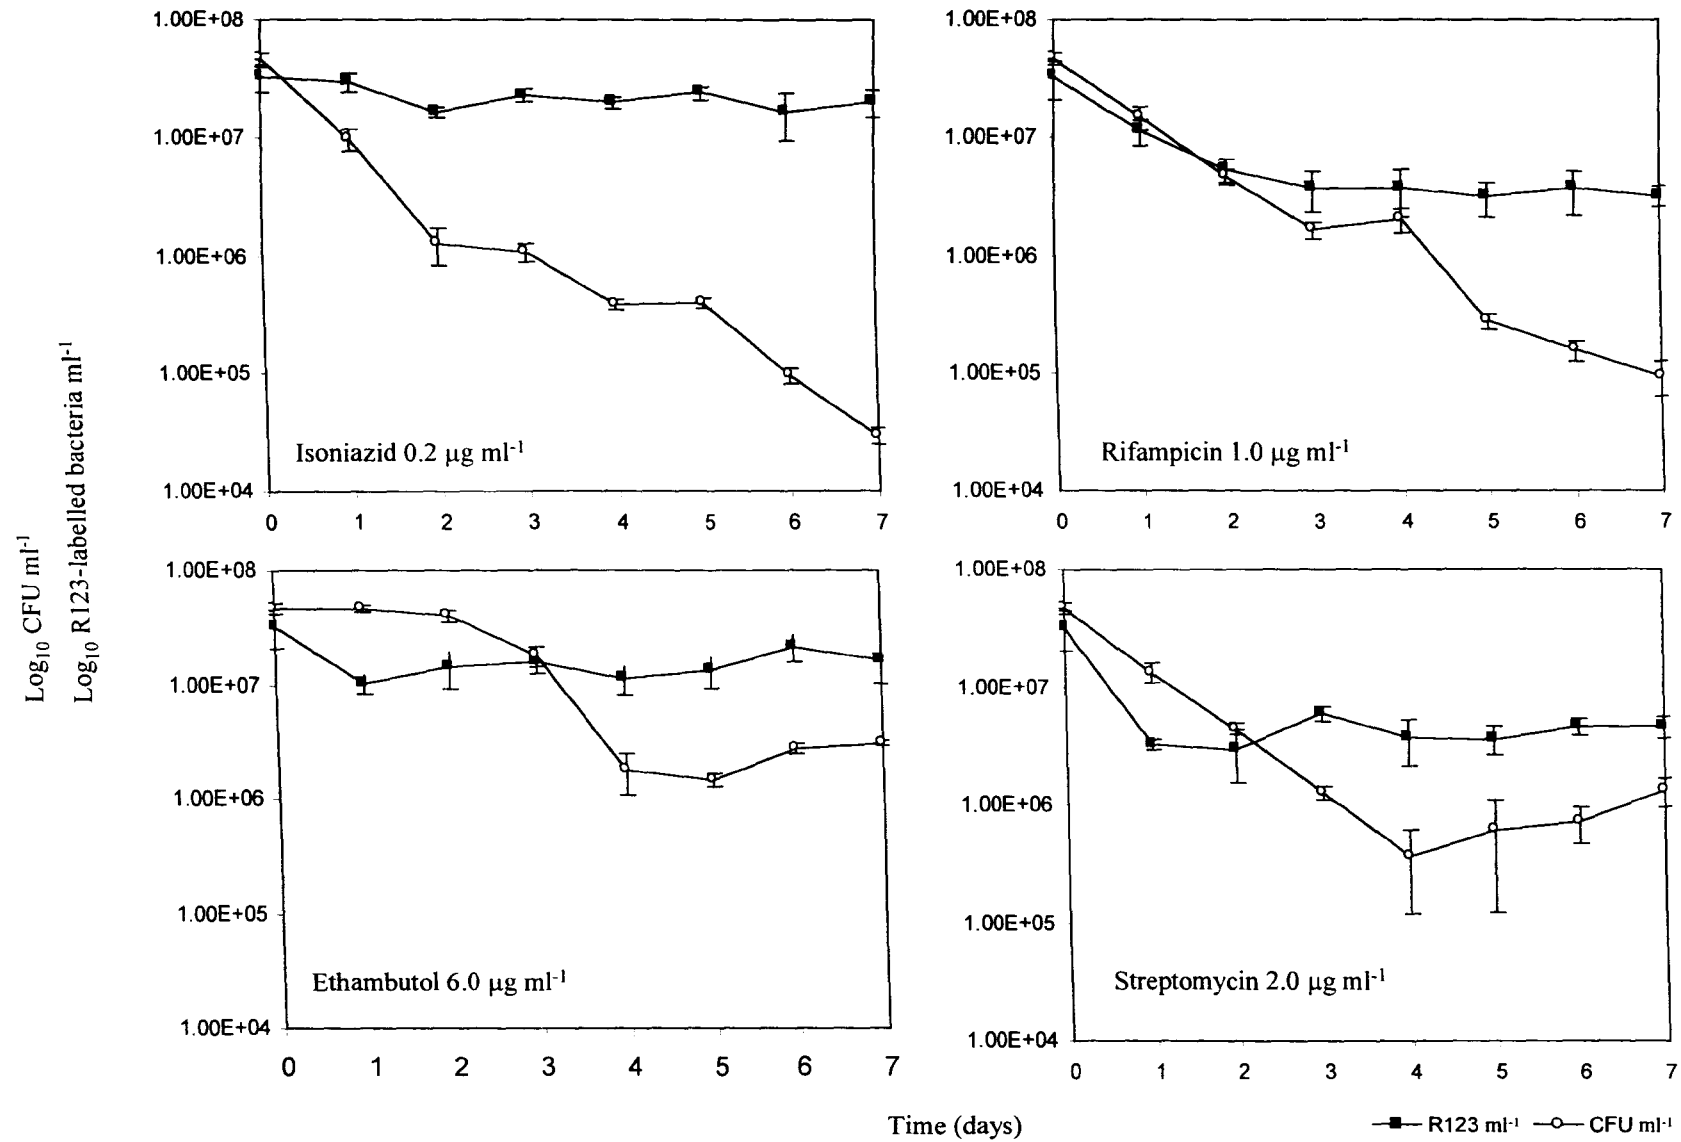 Log10 CFU ml-1
Log10 R123-labelled bacteria ml-1
1.00E+08
1.00E+07
1.00E+06
1.00E+05
1.00E+04
Isoniazid 0.2 µg ml-1
0 1 2 3 4 5 6 7
1.00E+08
1.00E+07
1.00E+06
1.00E+05
1.00E+04
Rifampicin 1.0 µg ml-1
0 1 2 3 4 5 6 7
1.00E+08
1.00E+07
1.00E+06
1.00E+05
1.00E+04
Ethambutol 6.0 µg ml-1
0 1 2 3 4 5 6 7
1.00E+08
1.00E+07
1.00E+06
1.00E+05
1.00E+04
Streptomycin 2.0 µg ml-1
0 1 2 3 4 5 6 7
Time (days)
R123 ml-1 CFU ml-1